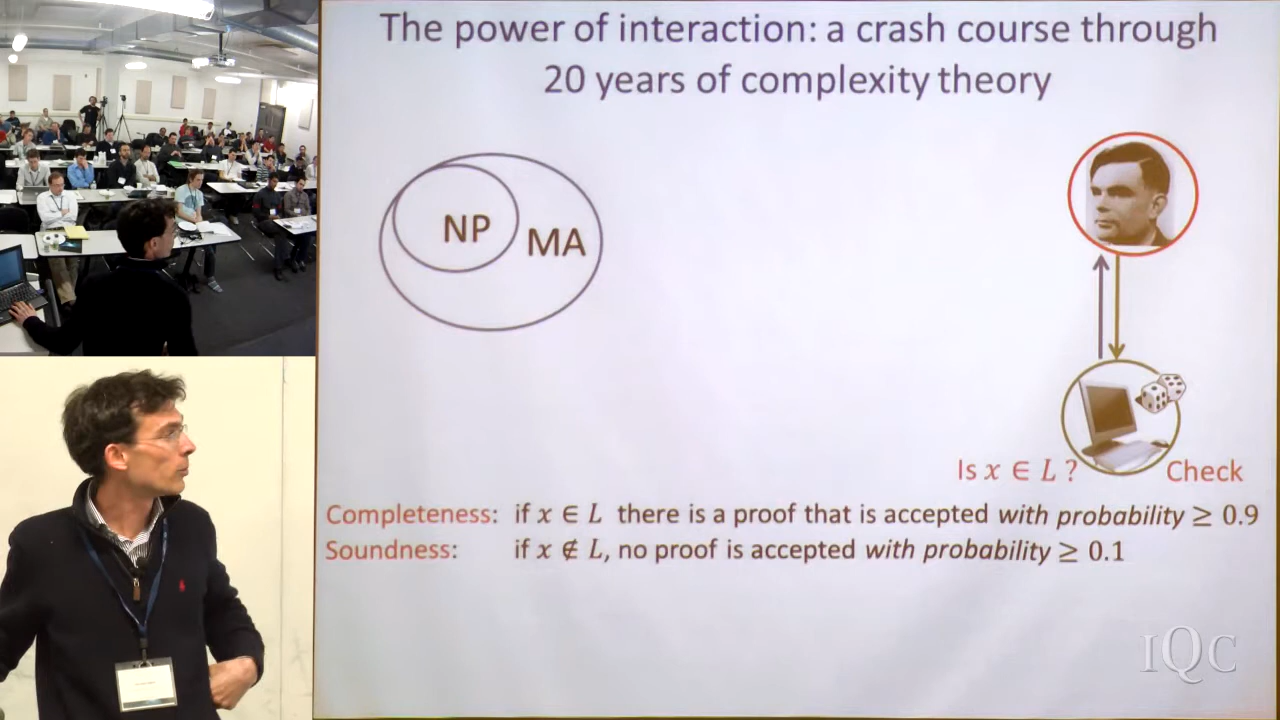 The power of interaction: a crash course through
20 years of complexity theory
NP
MA
Is x ∈ L ?
Check
Completeness: if x ∈ L there is a proof that is accepted with probability ≥ 0.9
Soundness: if x ∉ L, no proof is accepted with probability ≥ 0.1
IQC